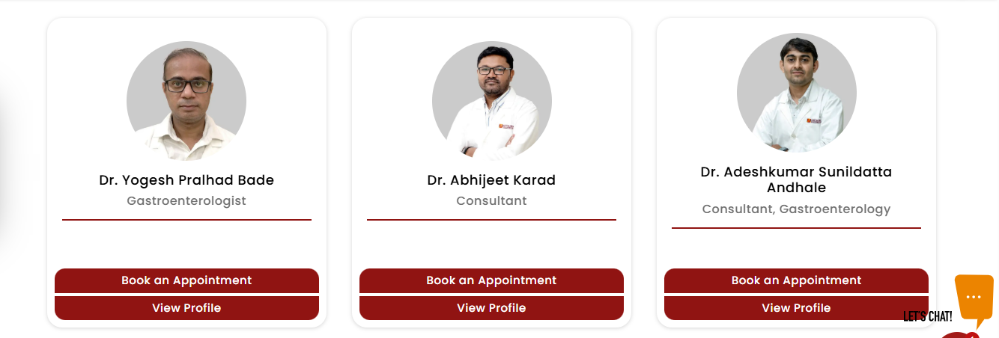 Dr. Yogesh Pralhad Bade
Gastroenterologist
Book an Appointment
View Profile
Dr. Abhijeet Karad
Consultant
Book an Appointment
View Profile
Dr. Adeshkumar Sunildatta
Andhale
Consultant, Gastroenterology
Book an Appointment
View Profile
LET'S CHAT!